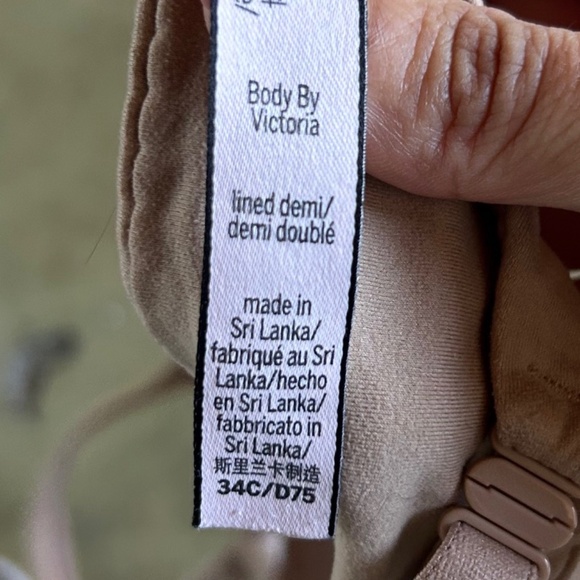 Body By
Victoria
lined demi/
demi doublé
made in
Sri Lanka/
fabriqué au Sri
Lanka/hecho
en Sri Lanka/
fabbricato in
Sri Lanka/
斯里兰卡制造
34C/D75